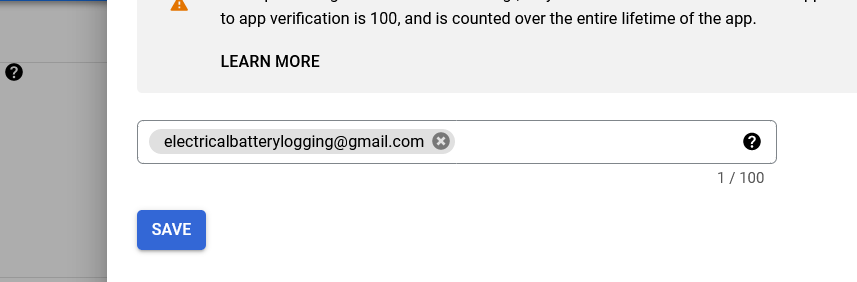 to app verification is 100, and is counted over the entire lifetime of the app.
LEARN MORE
electricalbatterylogging@gmail.com
1 / 100
SAVE